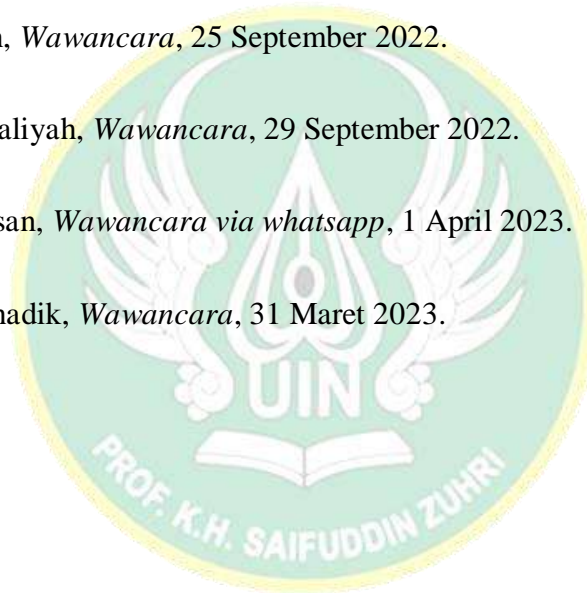 , Wawancara, 25 September 2022.
aliyah, Wawancara, 29 September 2022.
san, Wawancara via whatsapp, 1 April 2023.
adik, Wawancara, 31 Maret 2023.
UIN
PROF. K.H. SAIFUDDIN ZUHRI